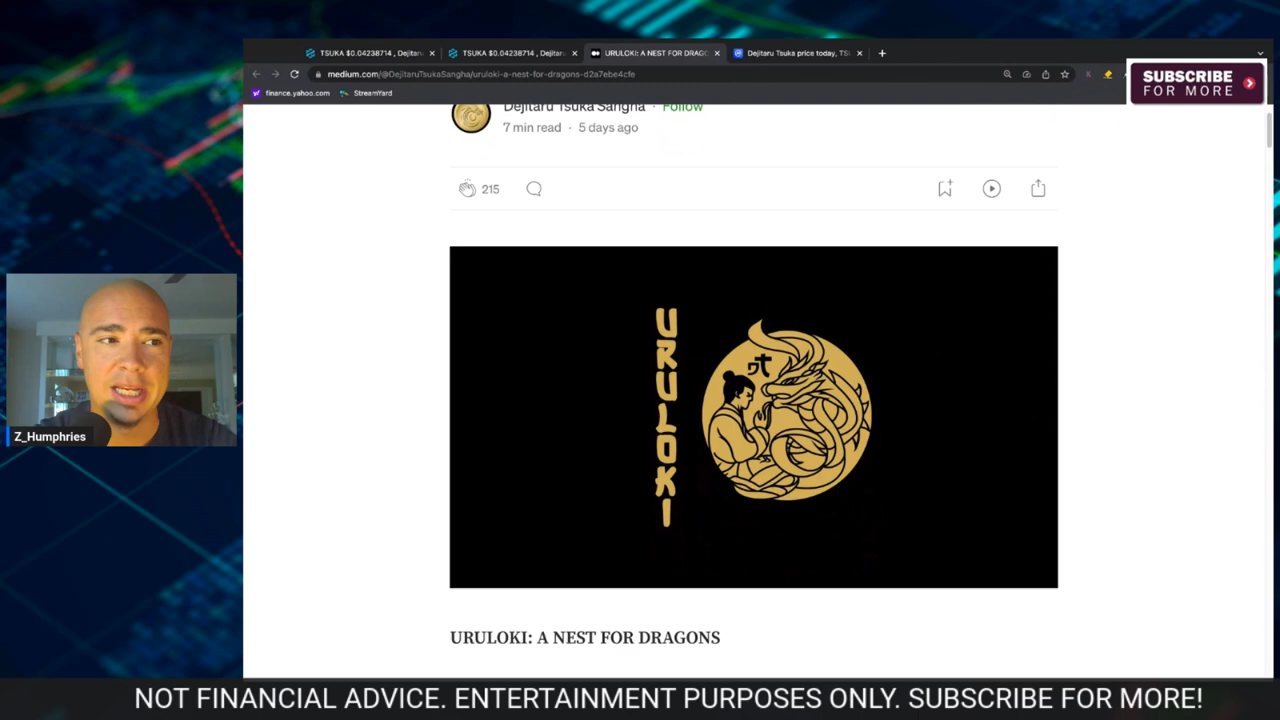 TSUKA $0.04238714 , Dejitaru
TSUKA $0.04238714 , Dejitaru
URULOKI: A NEST FOR DRAGO
Dejitaru Tsuka price today, TS
medium.com/@DejitaruTsukaSangha/uruloki-a-nest-for-dragons-d2a7ebe4cfe
finance.yahoo.com
StreamYard
SUBSCRIBE
FOR MORE
Dejitaru Tsuka Sangha · Follow
7 min read · 5 days ago
215
URULOKI
URULOKI: A NEST FOR DRAGONS
Z_Humphries
NOT FINANCIAL ADVICE. ENTERTAINMENT PURPOSES ONLY. SUBSCRIBE FOR MORE!